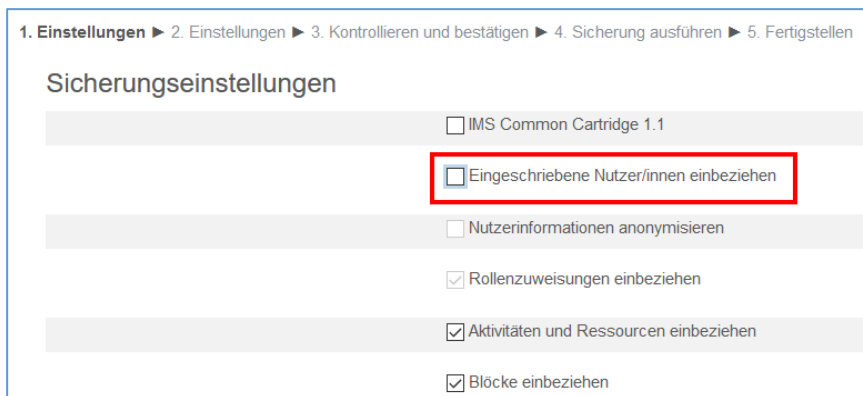 1. Einstellungen ► 2. Einstellungen ► 3. Kontrollieren und bestätigen ► 4. Sicherung ausführen ► 5. Fertigstellen
Sicherungseinstellungen
IMS Common Cartridge 1.1
Eingeschriebene Nutzer/innen einbeziehen
Nutzerinformationen anonymisieren
Rollenzuweisungen einbeziehen
Aktivitäten und Ressourcen einbeziehen
Blöcke einbeziehen